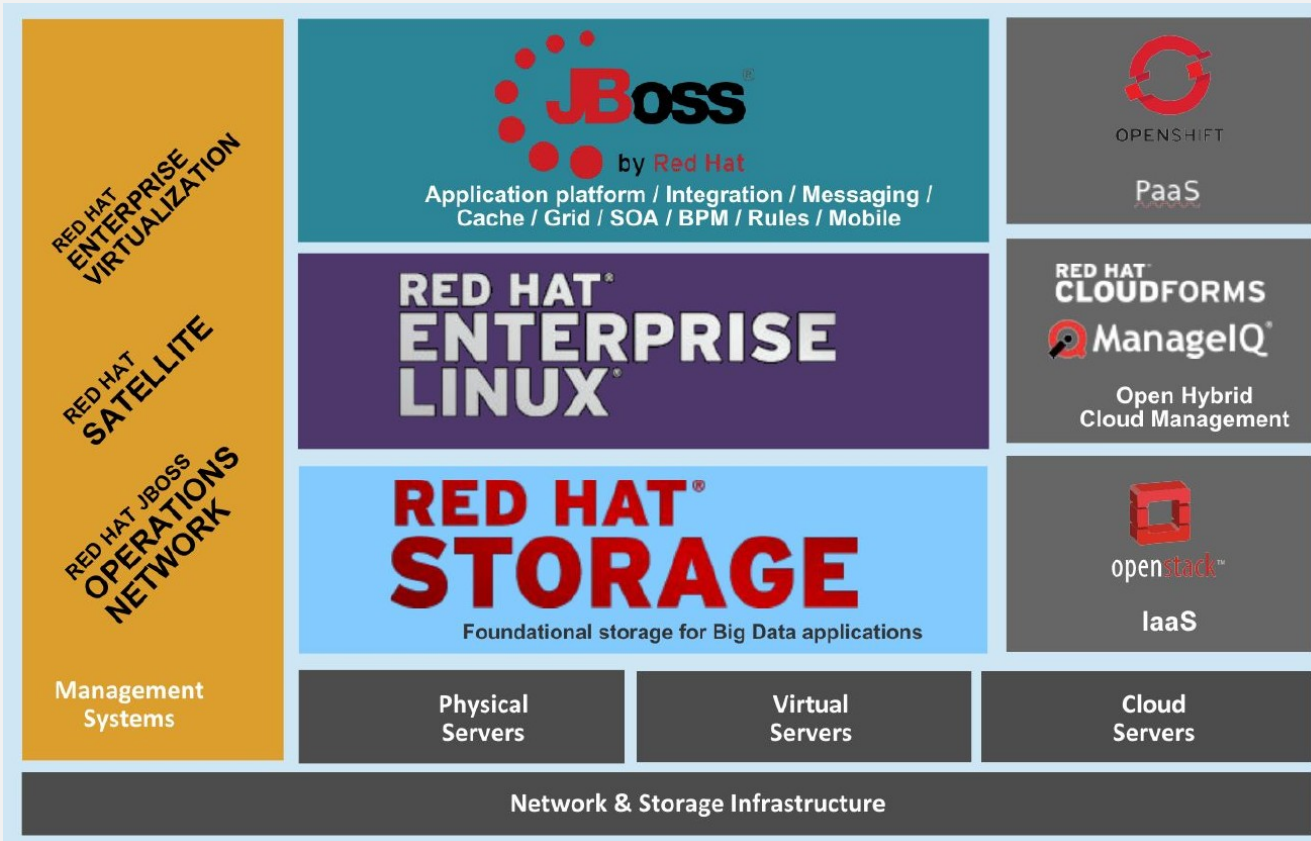 RED HAT
ENTERPRISE
VIRTUALIZATION
RED HAT
SATELLITE
RED HAT JBOSS
OPERATIONS
NETWORK
Management
Systems
JBoss®
by Red Hat
Application platform / Integration / Messaging /
Cache / Grid / SOA / BPM / Rules / Mobile
RED HAT®
ENTERPRISE
LINUX®
RED HAT®
STORAGE
Foundational storage for Big Data applications
OPENSHIFT
PaaS
RED HAT®
CLOUDFORMS
ManageIQ®
Open Hybrid
Cloud Management
openstack™
IaaS
Physical
Servers
Virtual
Servers
Cloud
Servers
Network & Storage Infrastructure